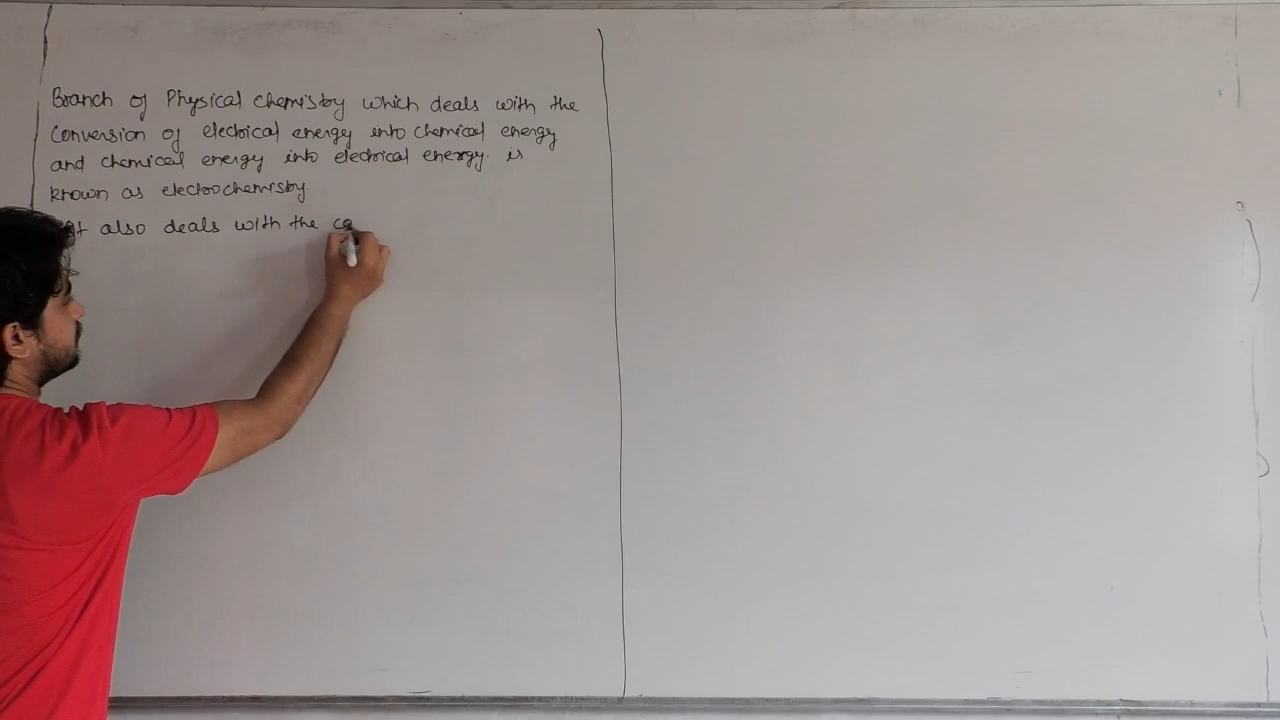 Branch of Physical chemistry which deals with the
Conversion of electrical energy into chemical energy
and chemical energy into electrical energy. is
known as electrochemistry
It also deals with the co